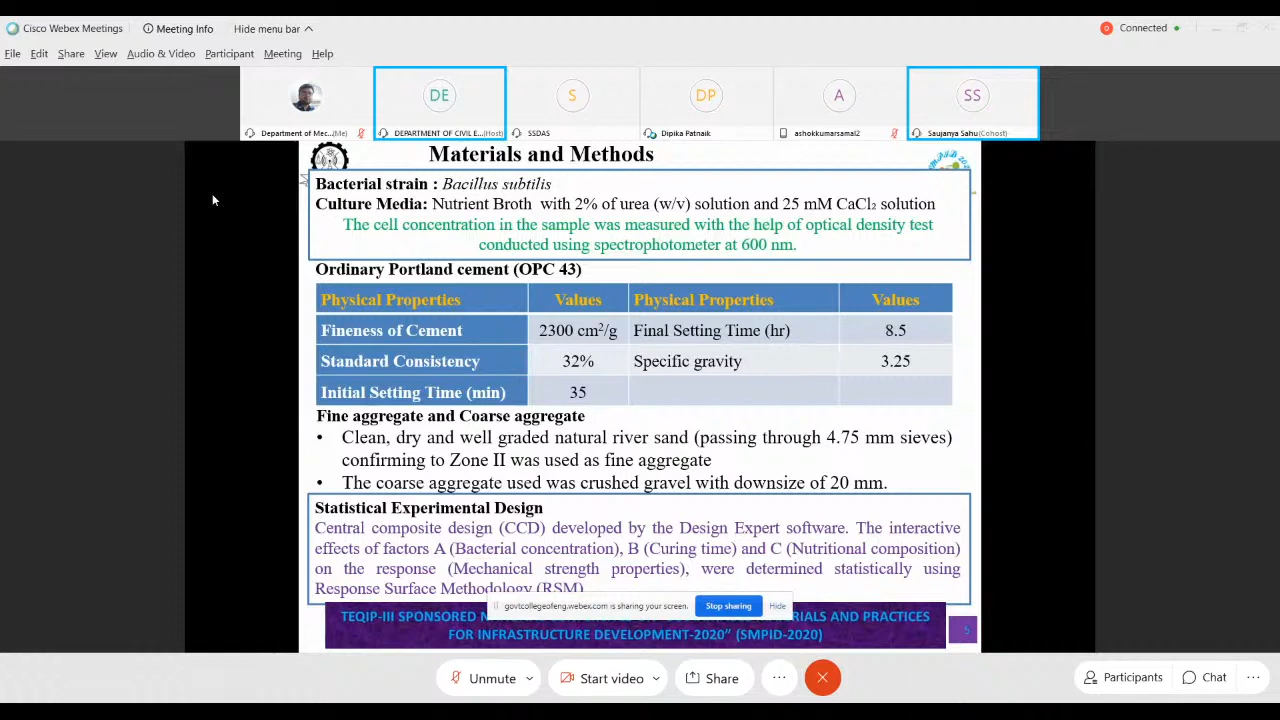 Cisco Webex Meetings
Meeting Info
Hide menu bar
Connected
File Edit Share View Audio & Video Participant Meeting Help
DE
S
DP
A
SS
Department of Mec... (Me)
DEPARTMENT OF CIVIL E... (Host)
SSDAS
Dipika Patnaik
ashokkumarsamal2
Saujanya Sahu (Cohost)
Materials and Methods
Bacterial strain : Bacillus subtilis
Culture Media: Nutrient Broth with 2% of urea (w/v) solution and 25 mM CaCl₂ solution
The cell concentration in the sample was measured with the help of optical density test
conducted using spectrophotometer at 600 nm.
Ordinary Portland cement (OPC 43)
Physical Properties Values Physical Properties Values
Fineness of Cement 2300 cm²/g Final Setting Time (hr) 8.5
Standard Consistency 32% Specific gravity 3.25
Initial Setting Time (min) 35
Fine aggregate and Coarse aggregate
• Clean, dry and well graded natural river sand (passing through 4.75 mm sieves)
confirming to Zone II was used as fine aggregate
• The coarse aggregate used was crushed gravel with downsize of 20 mm.
Statistical Experimental Design
Central composite design (CCD) developed by the Design Expert software. The interactive
effects of factors A (Bacterial concentration), B (Curing time) and C (Nutritional composition)
on the response (Mechanical strength properties), were determined statistically using
Response Surface Methodology (RSM)
govtcollegeofeng.webex.com is sharing your screen. Stop sharing Hide
TEQIP-III SPONSORED
AND PRACTICES
FOR INFRASTRUCTURE DEVELOPMENT-2020" (SMPID-2020)
5
Unmute
Start video
Share
Participants
Chat